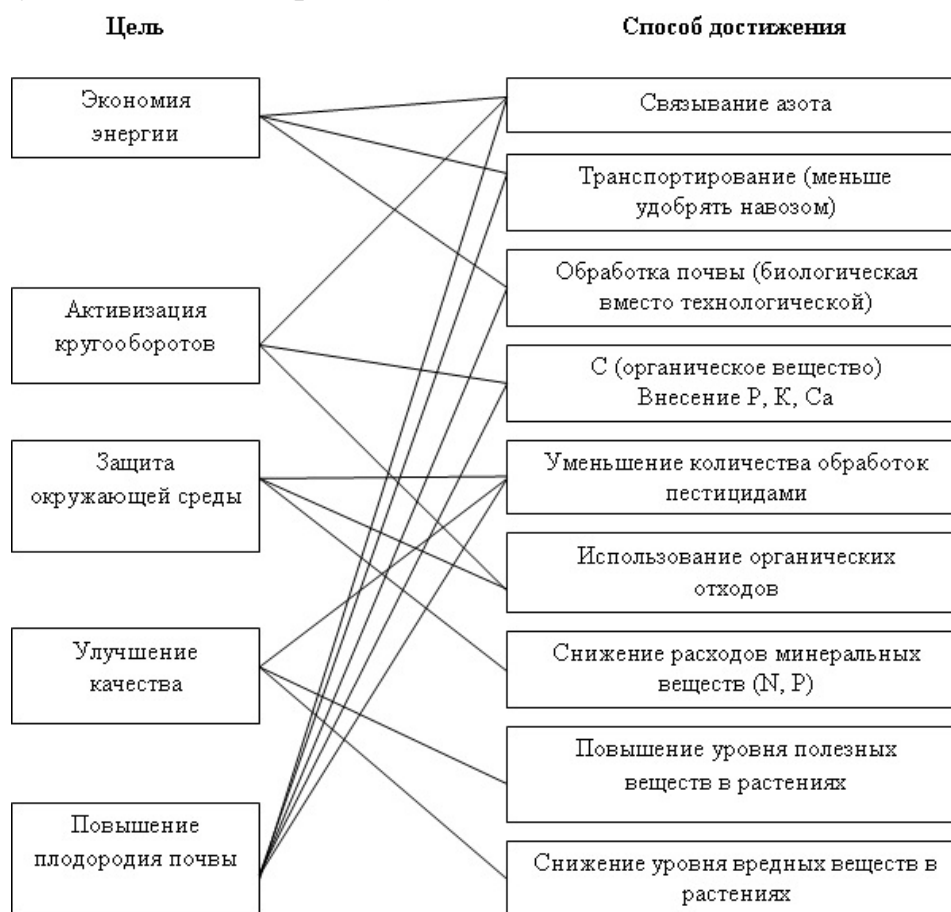 Цель
Способ достижения
Экономия
энергии
Активизация
кругооборотов
Защита
окружающей среды
Улучшение
качества
Повышение
плодородия почвы
Связывание азота
Транспортирование (меньше
удобрять навозом)
Обработка почвы (биологическая
вместо технологической)
С (органическое вещество)
Внесение P, K, Ca
Уменьшение количества обработок
пестицидами
Использование органических
отходов
Снижение расходов минеральных
веществ (N, P)
Повышение уровня полезных
веществ в растениях
Снижение уровня вредных веществ в
растениях